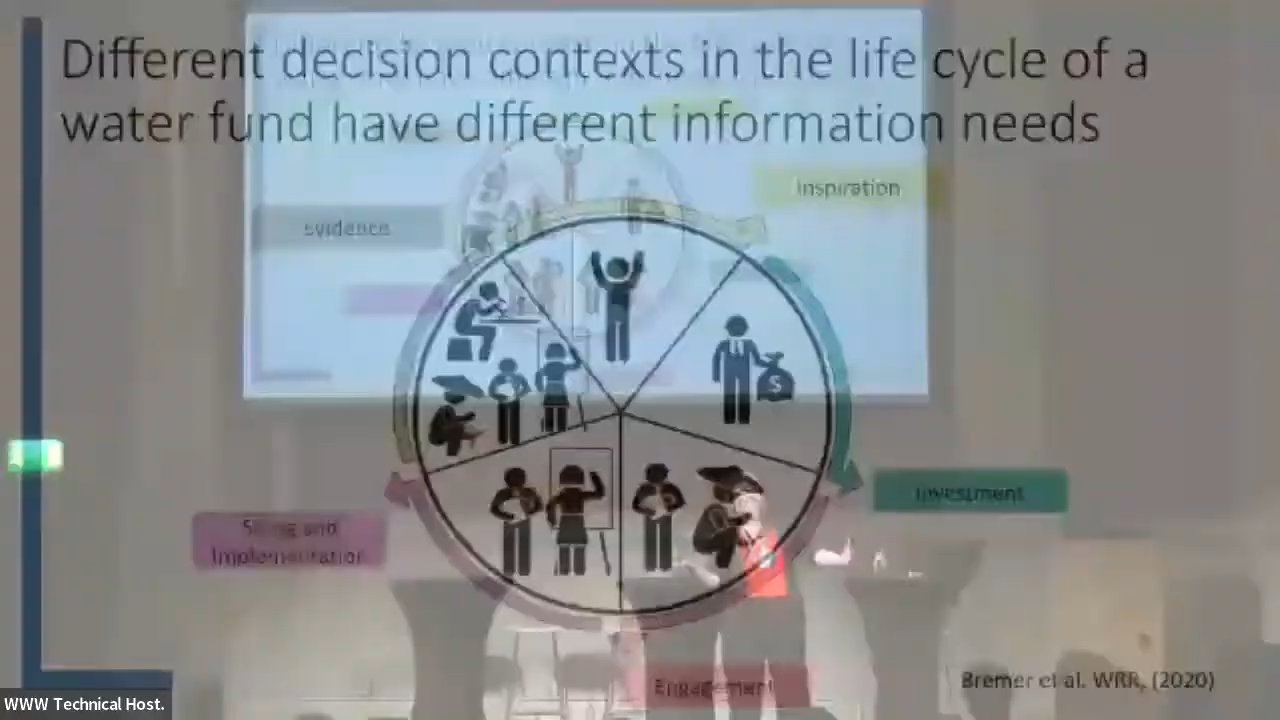 Different decision contexts in the life cycle of a
water fund have different information needs
Inspiration
evidence
Investment
Siting and
Implementation
Engagement
Bremer et al. WRR, (2020)
WWW Technical Host.
$